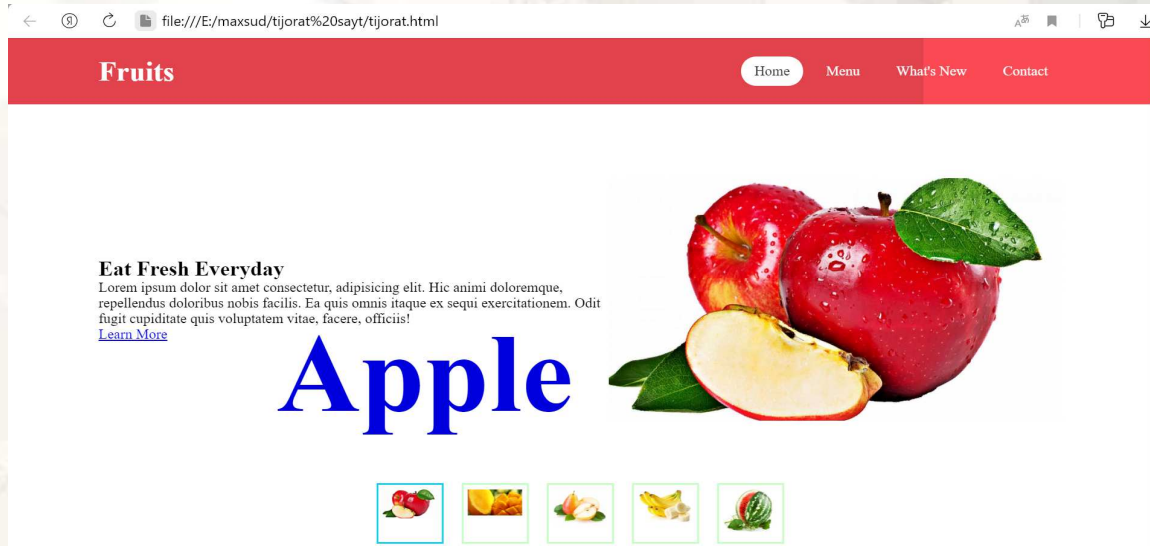 file:///E:/maxsud/tijorat%20sayt/tijorat.html
Fruits
Home Menu What's New Contact
Eat Fresh Everyday
Lorem ipsum dolor sit amet consectetur, adipisicing elit. Hic animi doloremque,
repellendus doloribus nobis facilis. Ea quis omnis itaque ex sequi exercitationem. Odit
fugit cupiditate quis voluptatem vitae, facere, officiis!
Learn More
Apple